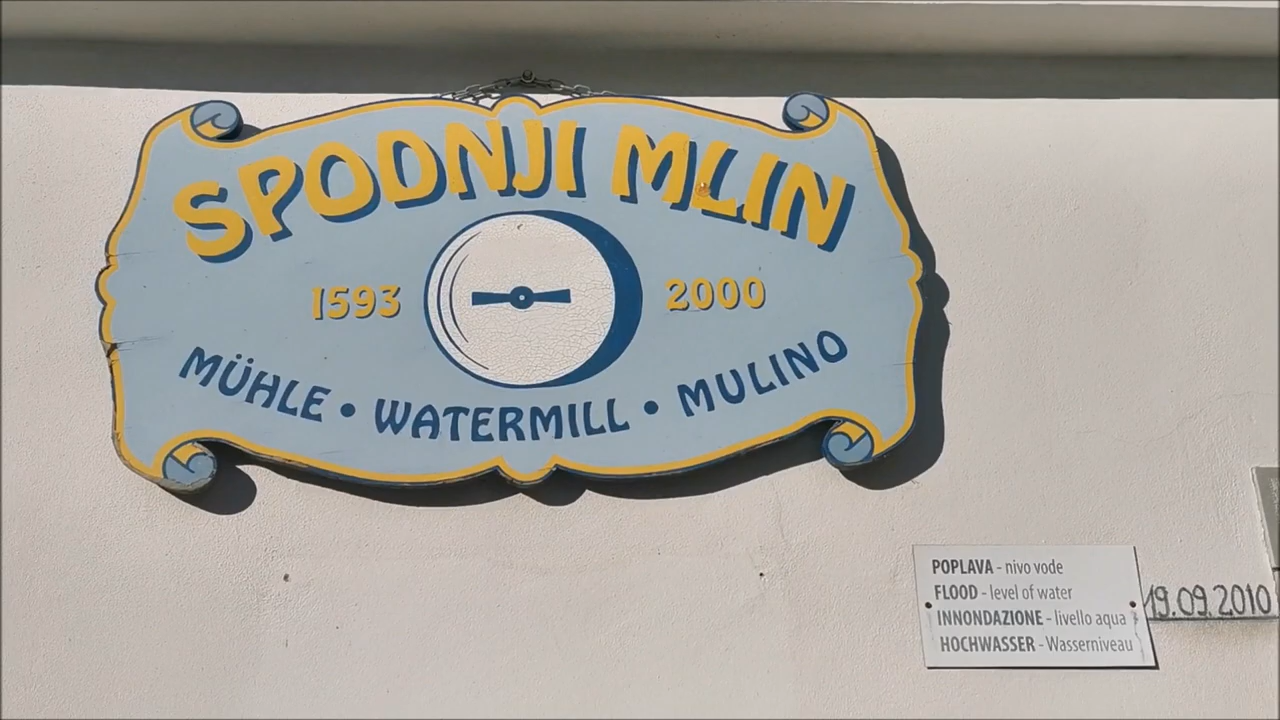 SPODNJI MLIN
1593 2000
MÜHLE • WATERMILL • MULINO
POPLAVA - nivo vode
FLOOD - level of water
INNONDAZIONE - livello aqua
HOCHWASSER - Wasserniveau
19.09.2010